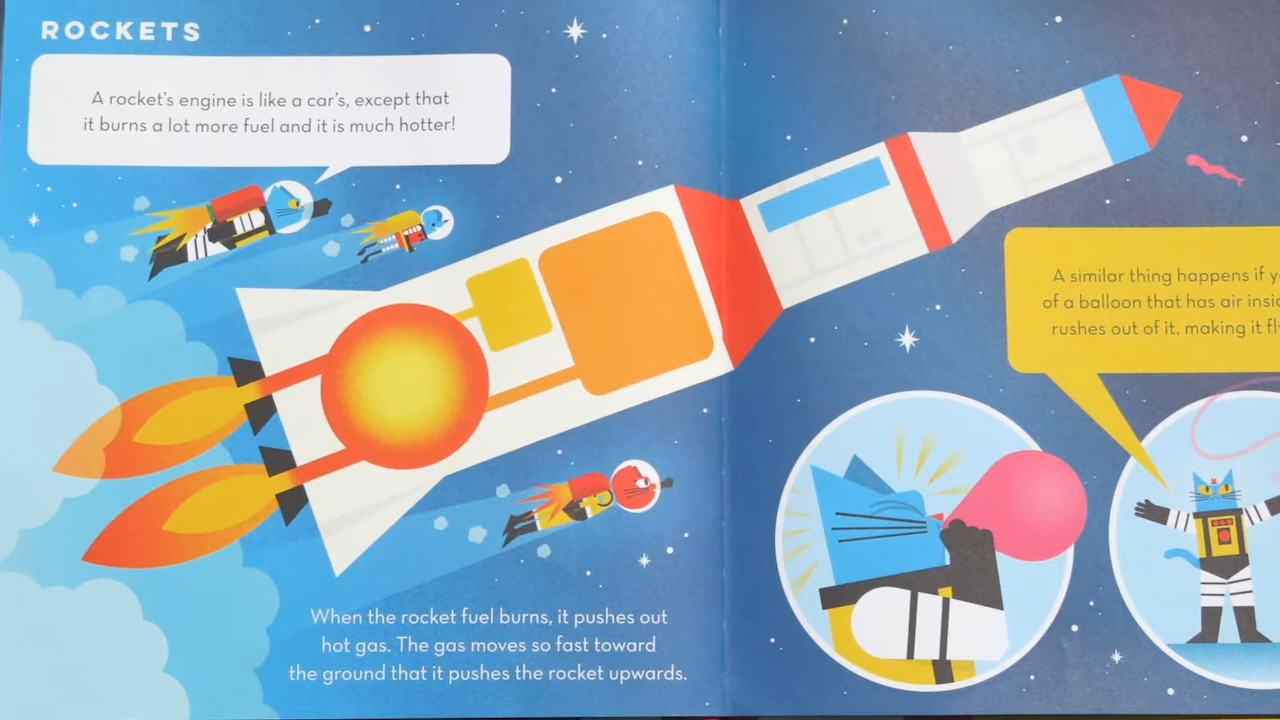 ROCKETS
A rocket's engine is like a car's, except that
it burns a lot more fuel and it is much hotter!
A similar thing happens if
of a balloon that has air
rushes out of it, making it
When the rocket fuel burns, it pushes out
hot gas. The gas moves so fast toward
the ground that it pushes the rocket upwards.